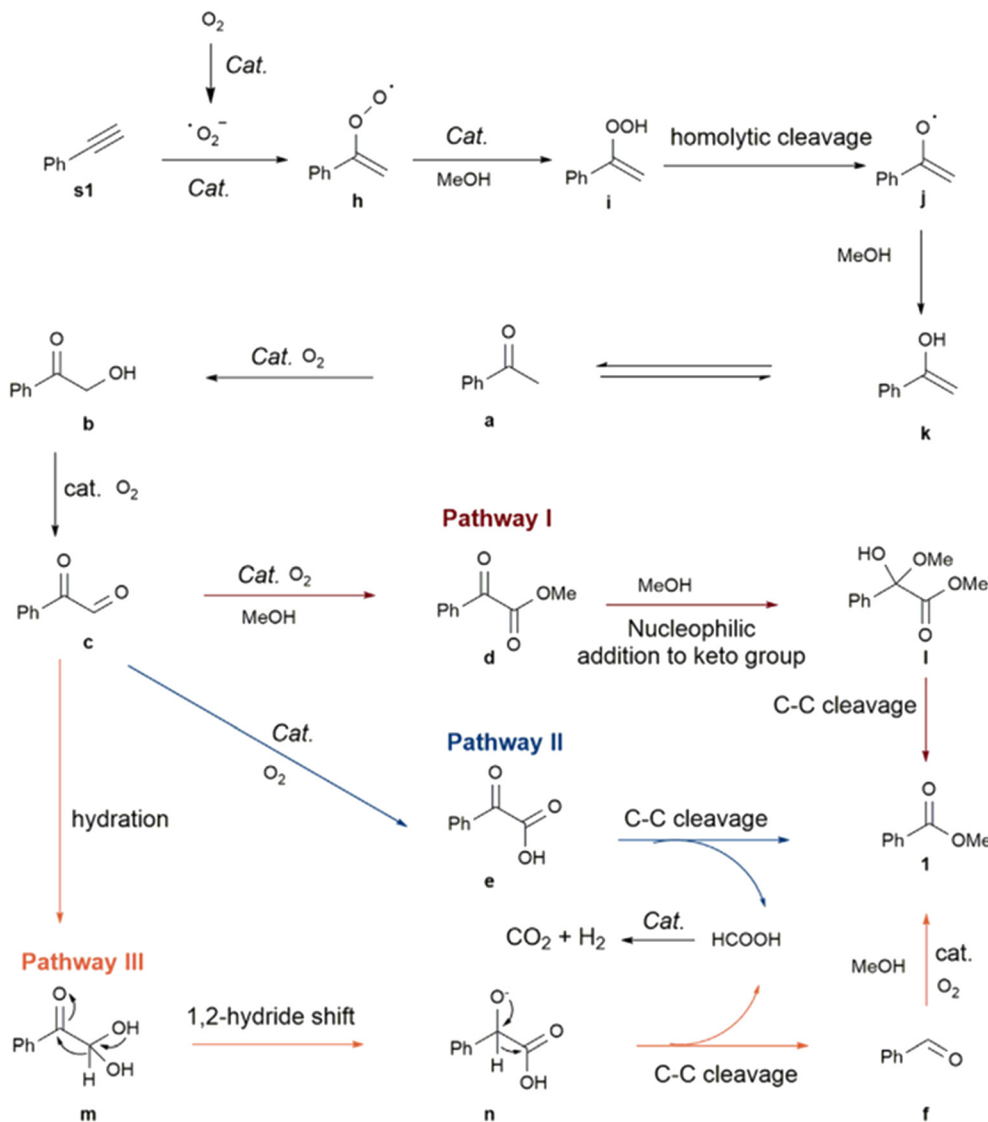 O2
Cat.
•O2−
Ph
s1
Cat.
O•
O
Ph
h
Cat.
MeOH
OOH
Ph
i
homolytic cleavage
O•
Ph
j
MeOH
O
OH
Ph
b
Cat. O2
O
Ph
a
OH
Ph
k
cat. O2
Pathway I
O
O
Ph
c
Cat. O2
MeOH
O
OMe
Ph
O
d
MeOH
Nucleophilic
addition to keto group
HO
OMe
OMe
Ph
O
l
C-C cleavage
Cat.
O2
Pathway II
hydration
O
O
Ph
OH
e
C-C cleavage
O
Ph
OMe
1
CO2 + H2
Cat.
HCOOH
Pathway III
MeOH
cat.
O2
O
OH
Ph
H
OH
m
1,2-hydride shift
O-
O
Ph
H
OH
n
C-C cleavage
Ph
O
f